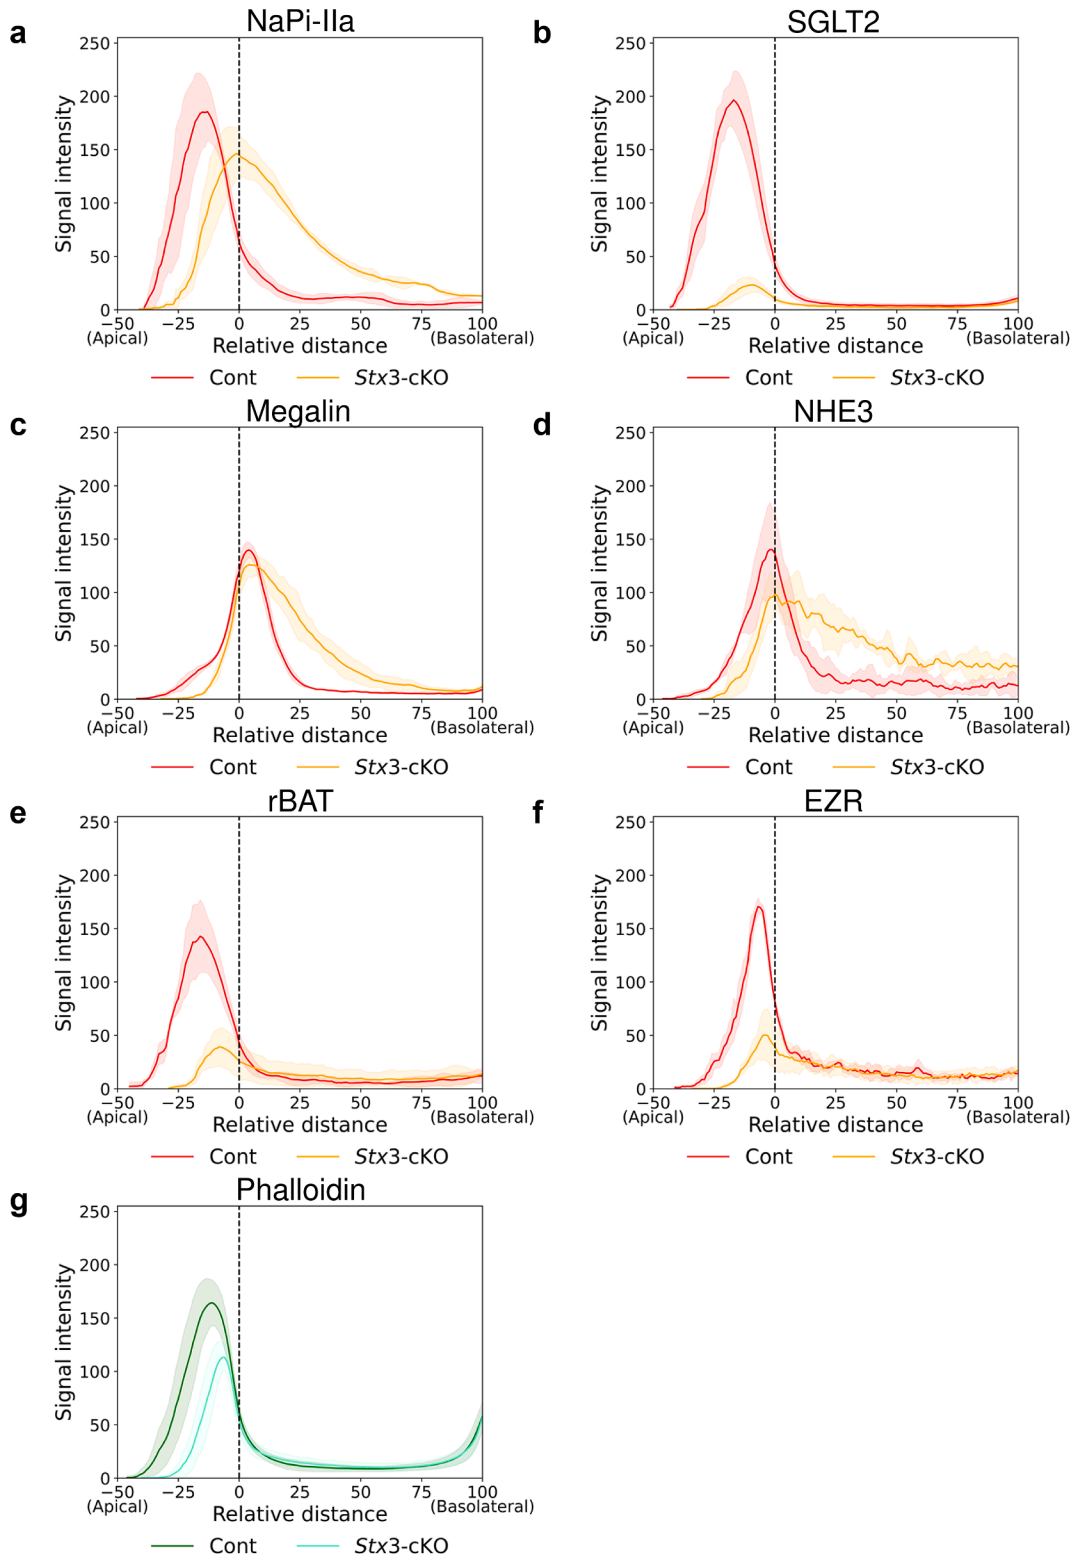 a
NaPi-IIa
250
200
150
100
50
0
Signal intensity
−50 −25 0 25 50 75 100
(Apical) (Basolateral)
Relative distance
Cont Stx3-cKO
b
SGLT2
250
200
150
100
50
0
Signal intensity
−50 −25 0 25 50 75 100
(Apical) (Basolateral)
Relative distance
Cont Stx3-cKO
c
Megalin
250
200
150
100
50
0
Signal intensity
−50 −25 0 25 50 75 100
(Apical) (Basolateral)
Relative distance
Cont Stx3-cKO
d
NHE3
250
200
150
100
50
0
Signal intensity
−50 −25 0 25 50 75 100
(Apical) (Basolateral)
Relative distance
Cont Stx3-cKO
e
rBAT
250
200
150
100
50
0
Signal intensity
−50 −25 0 25 50 75 100
(Apical) (Basolateral)
Relative distance
Cont Stx3-cKO
f
EZR
250
200
150
100
50
0
Signal intensity
−50 −25 0 25 50 75 100
(Apical) (Basolateral)
Relative distance
Cont Stx3-cKO
g
Phalloidin
250
200
150
100
50
0
Signal intensity
−50 −25 0 25 50 75 100
(Apical) (Basolateral)
Relative distance
Cont Stx3-cKO